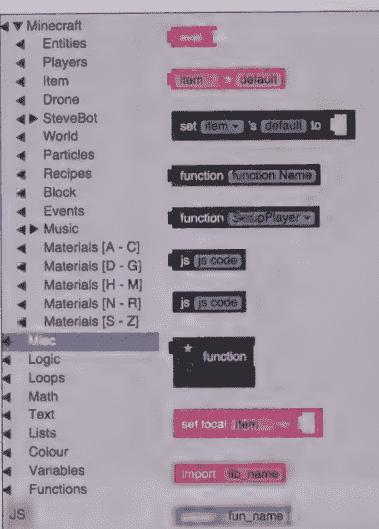 Minecraft
Entities
Players
Item
Drone
SteveBot
World
Particles
Recipes
Block
Events
Music
Materials [A - C]
Materials [D - G]
Materials [H - M]
Materials [N - R]
Materials [S - Z]
Misc
Logic
Loops
Math
Text
Lists
Colour
Variables
Functions
JS
item 's default
set item 's default to
function function Name
function SetupPlayer
js js code
js js code
function
set local item
import lib_name
fun_name